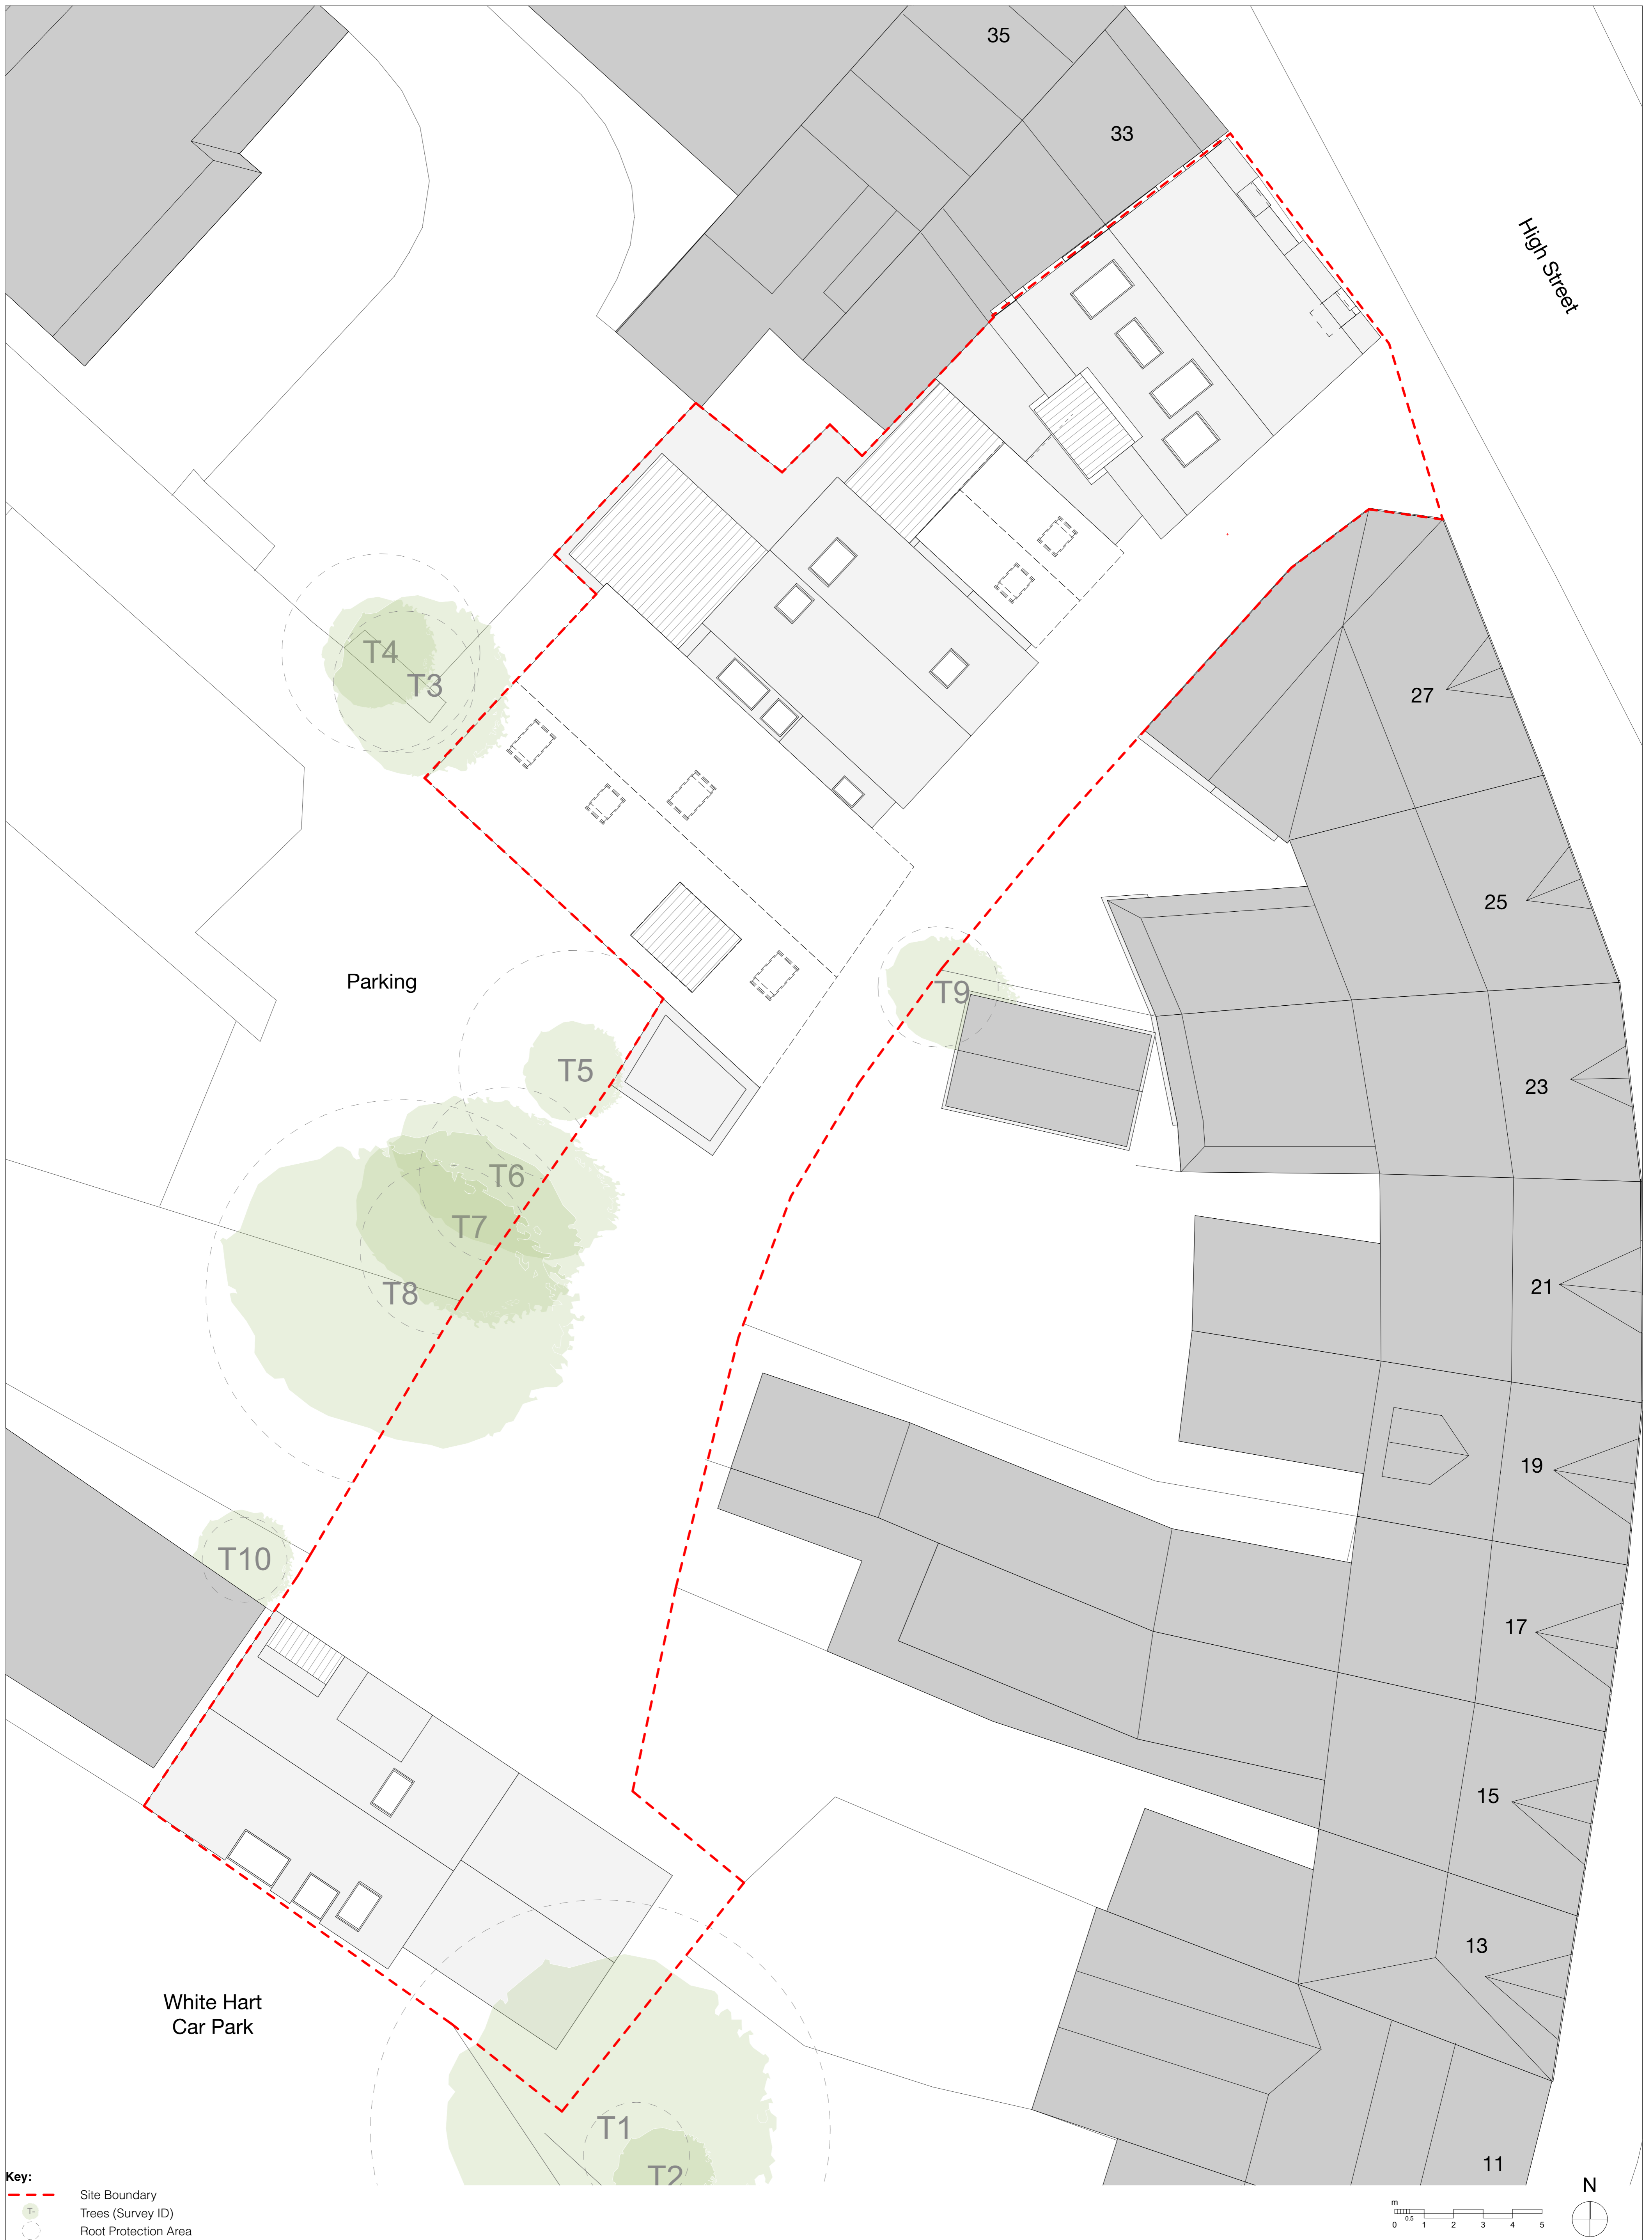 35
33
High Street
T4
T3
27
25
Parking
T9
T5
23
T6
T7
21
T8
19
T10
17
15
13
White Hart
Car Park
T1
T2
11
Key:
Site Boundary
T-
Trees (Survey ID)
Root Protection Area
m
0 0.5 1 2 3 4 5
N